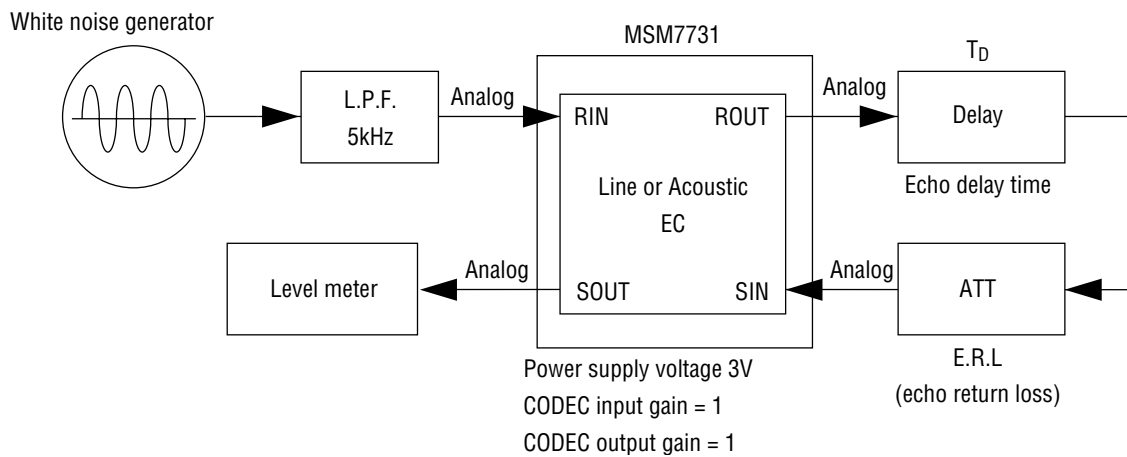 White noise generator
L.P.F.
5kHz
Analog
MSM7731
RIN
ROUT
Line or Acoustic
EC
SOUT
SIN
Analog
T_D
Delay
Echo delay time
Level meter
Analog
Analog
ATT
E.R.L
(echo return loss)
Power supply voltage 3V
CODEC input gain = 1
CODEC output gain = 1